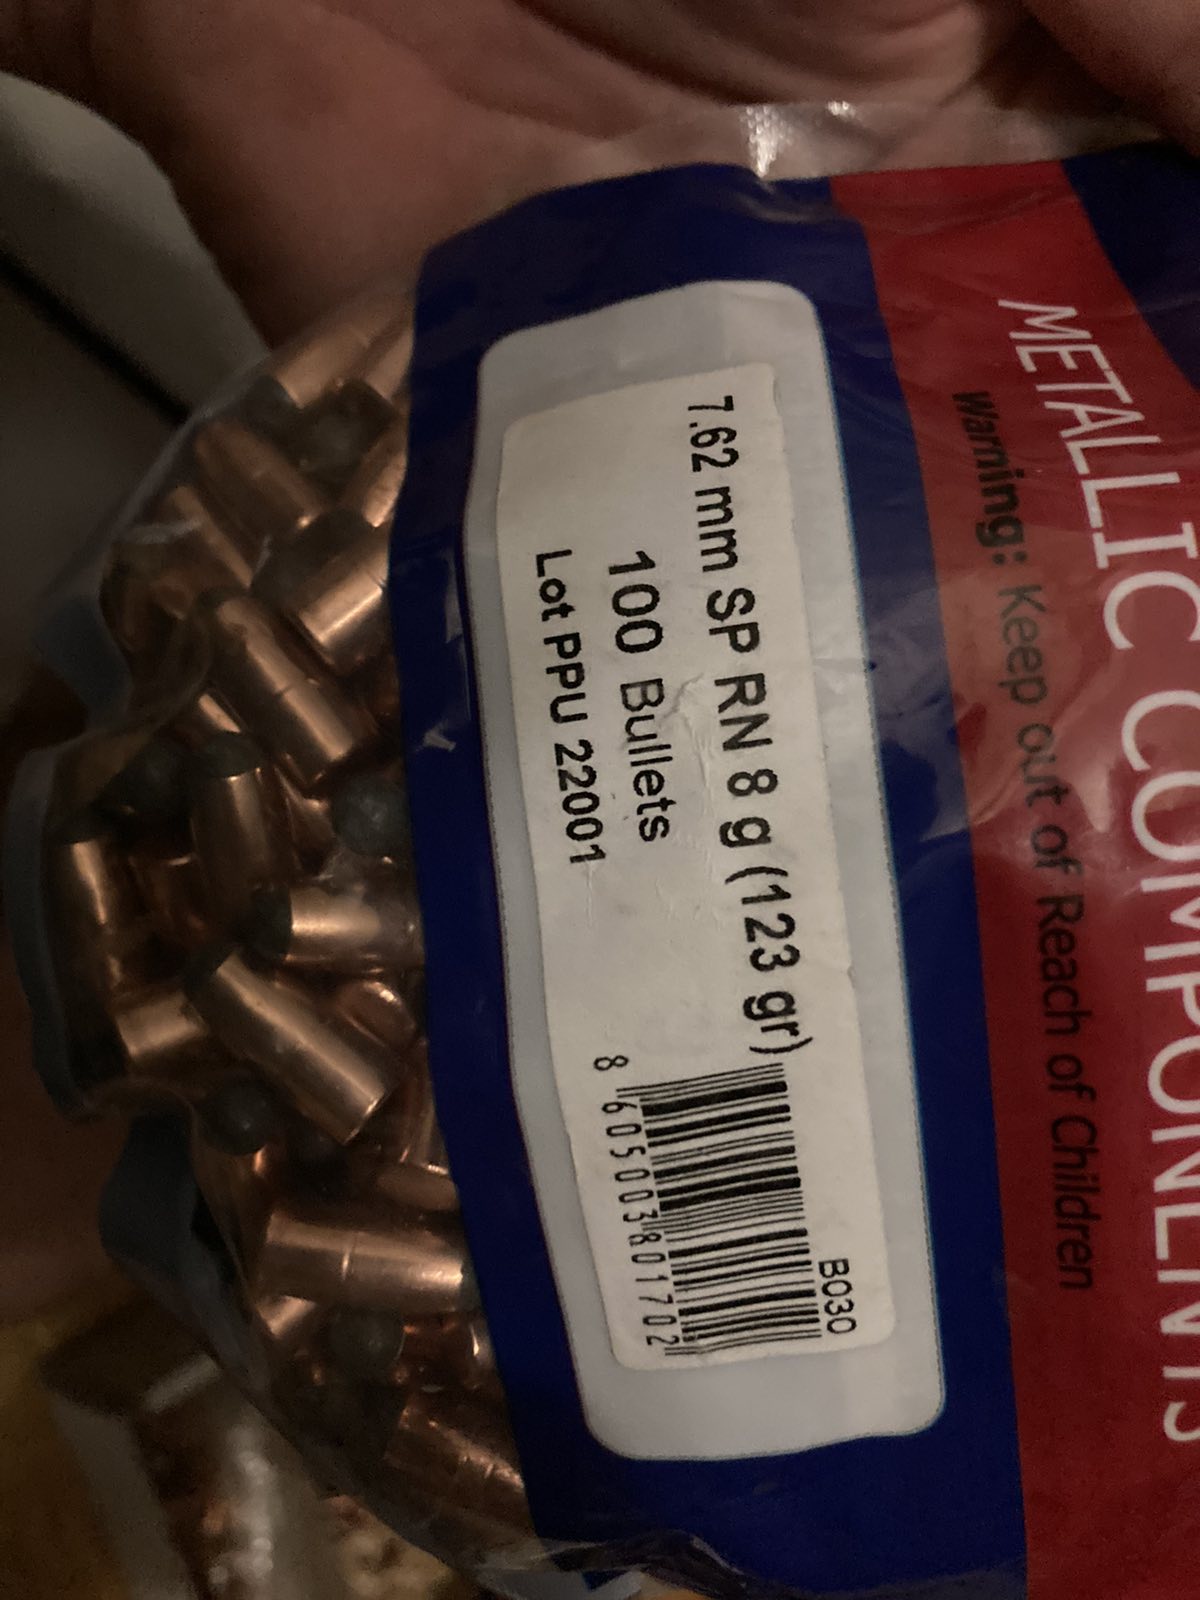 METALLIC COMPONENTS
Warning: Keep out of Reach of Children
B030
7.62 mm SP RN 8 g (123 gr)
100 Bullets
Lot PPU 22001
8 605003 801702